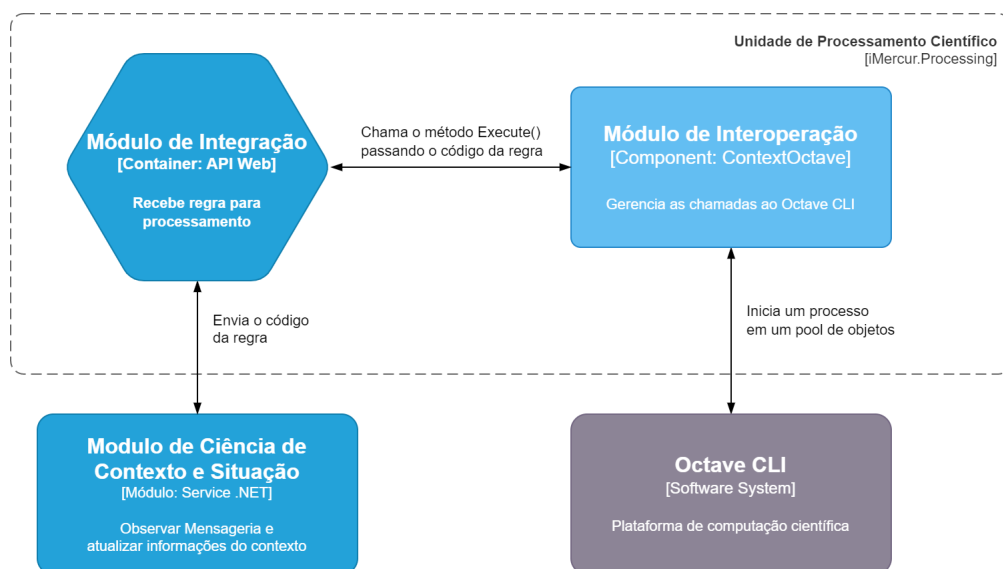 Unidade de Processamento Científico
[iMercur.Processing]
Módulo de Integração
[Container: API Web]
Recebe regra para
processamento
Chama o método Execute()
passando o código da regra
Módulo de Interoperação
[Component: ContextOctave]
Gerencia as chamadas ao Octave CLI
Envia o código
da regra
Inicia um processo
em um pool de objetos
Modulo de Ciência de
Contexto e Situação
[Módulo: Service .NET]
Observar Mensageria e
atualizar informações do contexto
Octave CLI
[Software System]
Plataforma de computação científica